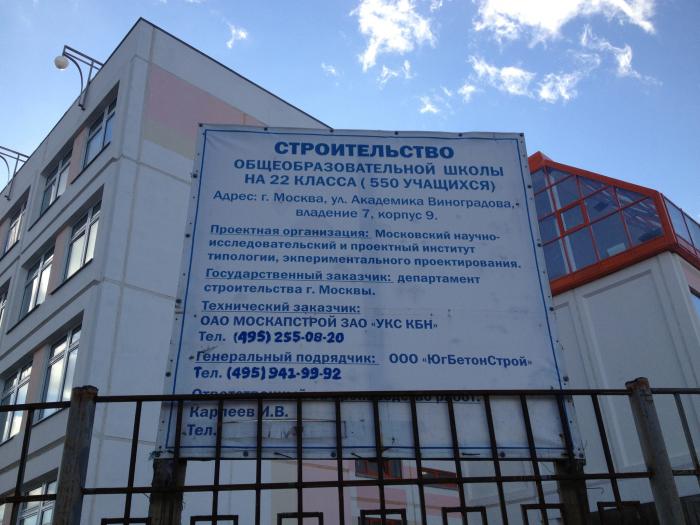 СТРОИТЕЛЬСТВО
ОБЩЕОБРАЗОВАТЕЛЬНОЙ ШКОЛЫ
НА 22 КЛАССА ( 550 УЧАЩИХСЯ)
Адрес: г. Москва, ул. Академика Виноградова,
владение 7, корпус 9.
Проектная организация: Московский научно-
исследовательский и проектный институт
типологии, экпериментального проектирования.
Государственный заказчик: департамент
строительства г. Москвы.
Технический заказчик:
ОАО МОСКАПСТРОЙ ЗАО "УКС КБН"
Тел. (495) 255-08-20
Генеральный подрядчик: ООО "ЮгБетонСтрой"
Тел. (495) 941-99-92
работ:
Карпеев И.В.
Тел.